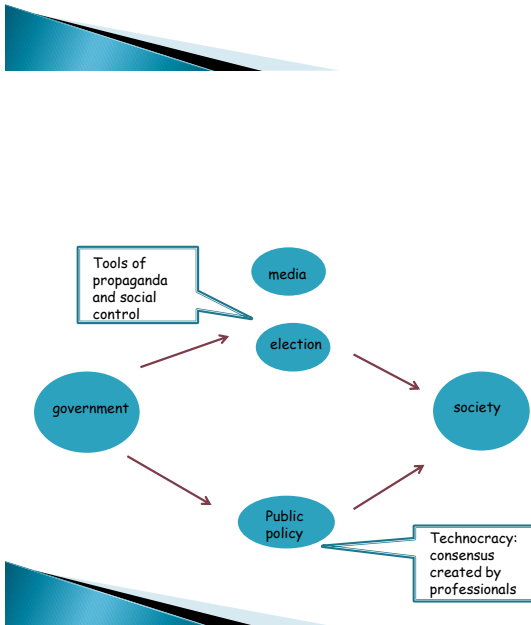 Tools of
propaganda
and social
control
media
election
government
society
Public
policy
Technocracy:
consensus
created by
professionals